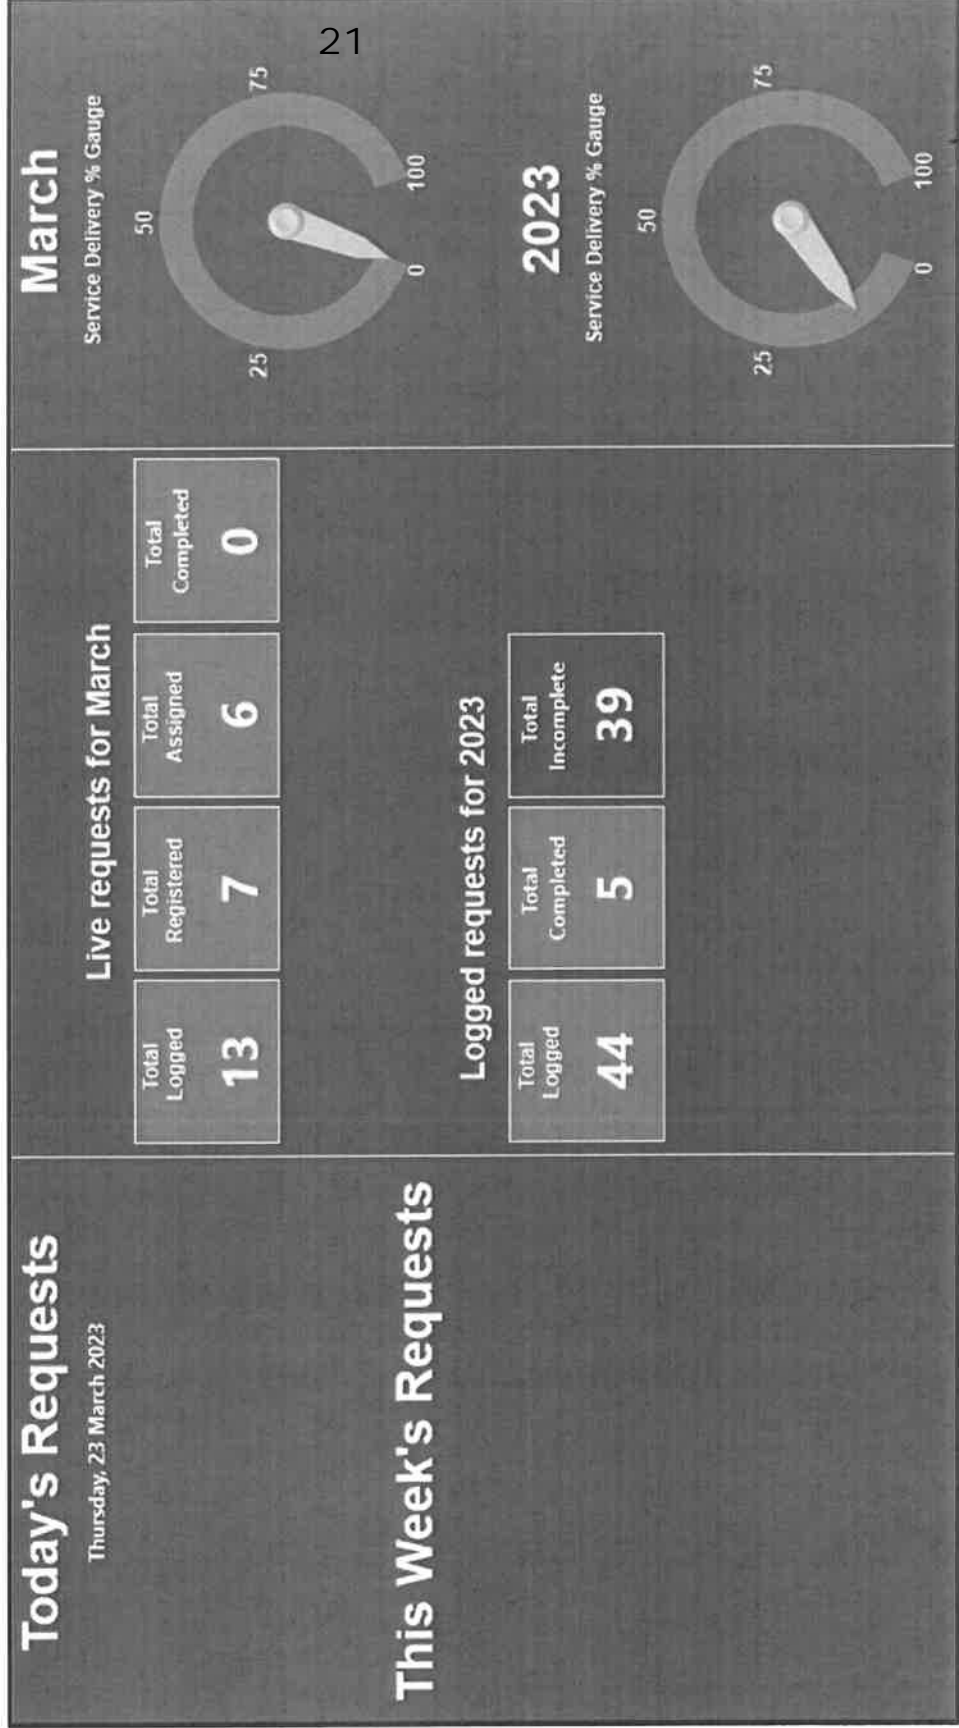 21
Today's Requests
Thursday, 23 March 2023
This Week's Requests
Live requests for March
Total
Logged
13
Total
Registered
7
Total
Assigned
6
Total
Completed
0
Logged requests for 2023
Total
Logged
44
Total
Completed
5
Total
Incomplete
39
March
Service Delivery % Gauge
0
25
50
75
100
2023
Service Delivery % Gauge
0
25
50
75
100